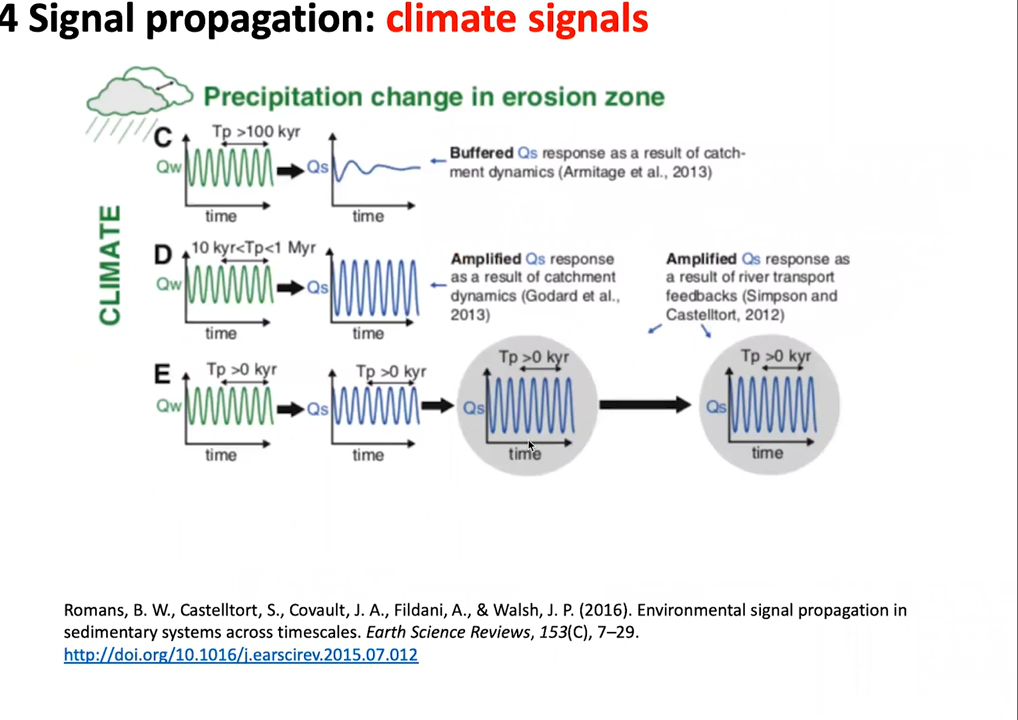 4 Signal propagation: climate signals
Precipitation change in erosion zone
CLIMATE
C
Tp >100 kyr
Qw
time
Qs
time
Buffered Qs response as a result of catch-
ment dynamics (Armitage et al., 2013)
D
10 kyr<Tp<1 Myr
Qw
time
Qs
time
Amplified Qs response
as a result of catchment
dynamics (Godard et al.,
2013)
Amplified Qs response as
a result of river transport
feedbacks (Simpson and
Castelltort, 2012)
E
Tp >0 kyr
Qw
time
Tp >0 kyr
Qs
time
Tp >0 kyr
Qs
time
Tp >0 kyr
Qs
time
Romans, B. W., Castelltort, S., Covault, J. A., Fildani, A., & Walsh, J. P. (2016). Environmental signal propagation in
sedimentary systems across timescales. Earth Science Reviews, 153(C), 7–29.
http://doi.org/10.1016/j.earscirev.2015.07.012